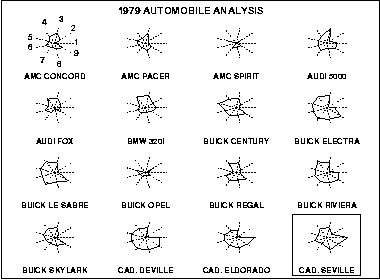 1979 AUTOMOBILE ANALYSIS
4 3 2
5 1
6 9
7 8
AMC CONCORD AMC PACER AMC SPIRIT AUDI 5000
AUDI FOX BMW 320I BUICK CENTURY BUICK ELECTRA
BUICK LE SABRE BUICK OPEL BUICK REGAL BUICK RIVIERA
BUICK SKYLARK CAD. DEVILLE CAD. ELDORADO CAD. SEVILLE